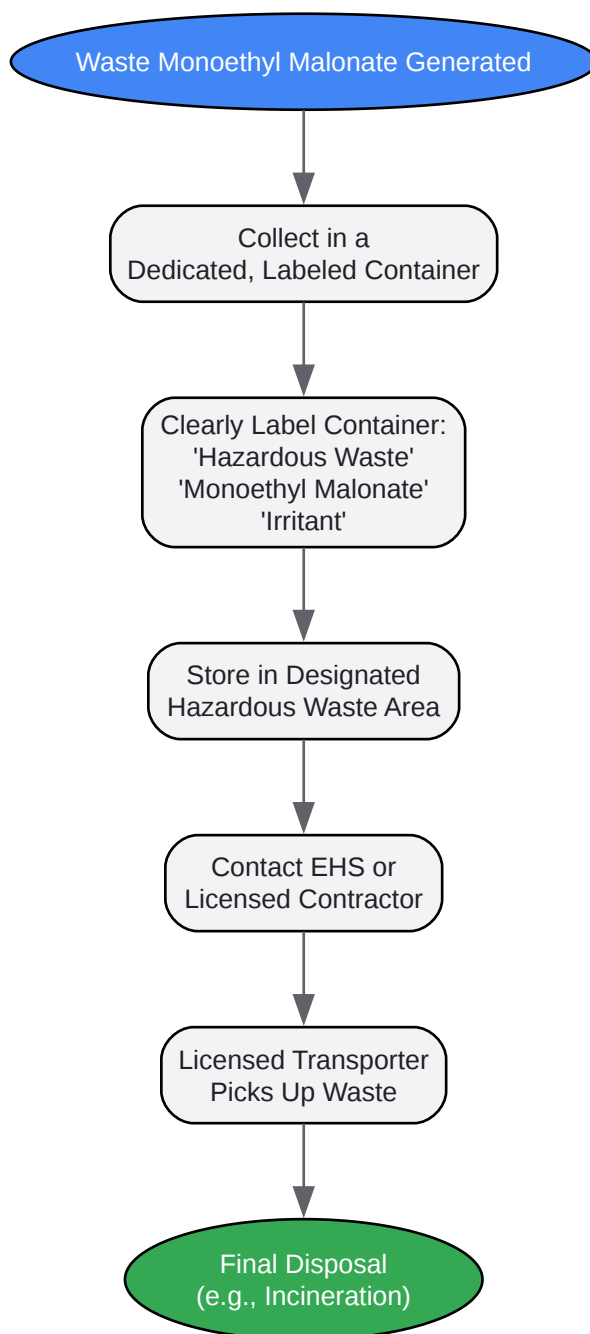 Waste Monoethyl Malonate Generated
Collect in a
Dedicated, Labeled Container
Clearly Label Container:
'Hazardous Waste'
'Monoethyl Malonate'
'Irritant'
Store in Designated
Hazardous Waste Area
Contact EHS or
Licensed Contractor
Licensed Transporter
Picks Up Waste
Final Disposal
(e.g., Incineration)